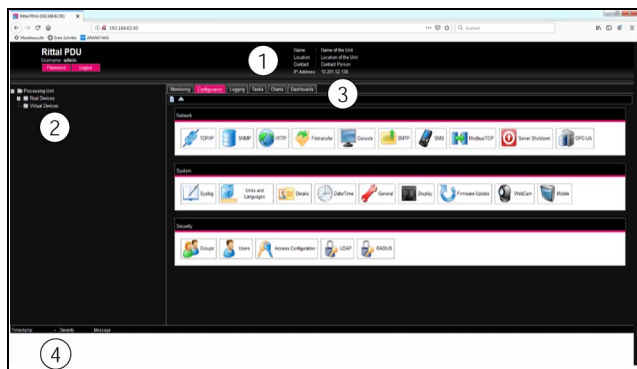 Rittal PDU (192.168.62.50)
192.168.62.50
Suchen
Meistbesucht Erste Schritte
Rittal PDU
Username: admin
Password Logout
1
Name : Name of the Unit
Location : Location of the Unit
Contact : Contact Person
IP Address : 10.201.52.138
Processing Unit
Real Devices
Virtual Devices
2
Monitoring Configuration Logging Tasks Charts Dashboards
3
Network
TCP/IP SNMP HTTP Filetransfer Console SMTP SMS Modbus/TCP Server Shutdown OPC-UA
System
Syslog Units and Languages Details Date/Time General Display Firmware Update WebCam Mobile
Security
Groups Users Access Configuration LDAP RADIUS
Timestamp Severity Message
4